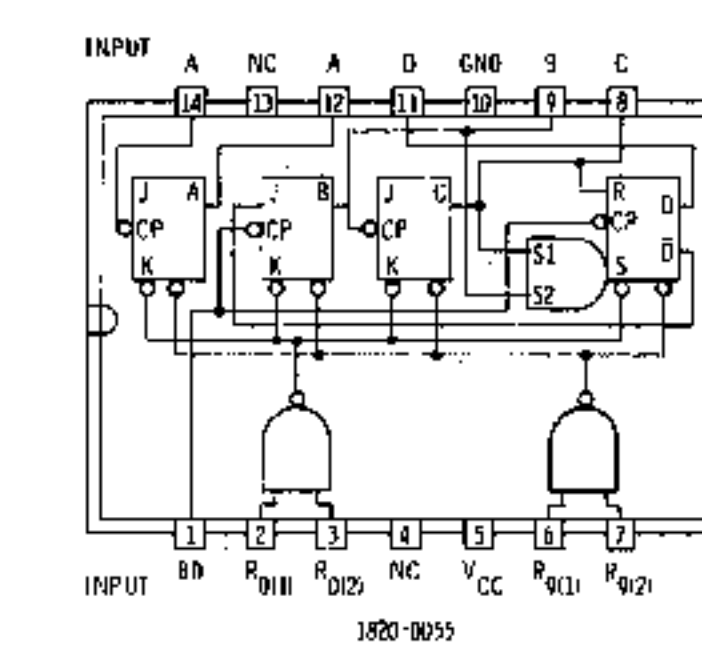 INPUT
A NC A D GND 9 C
14 13 12 11 10 9 8
J A J B J C R D
CP CP CP CP D
K K K S1 S
S2
1 2 3 4 5 6 7
BD R0(1) R0(2) NC VCC R9(1) R9(2)
INPUT
1820-0055